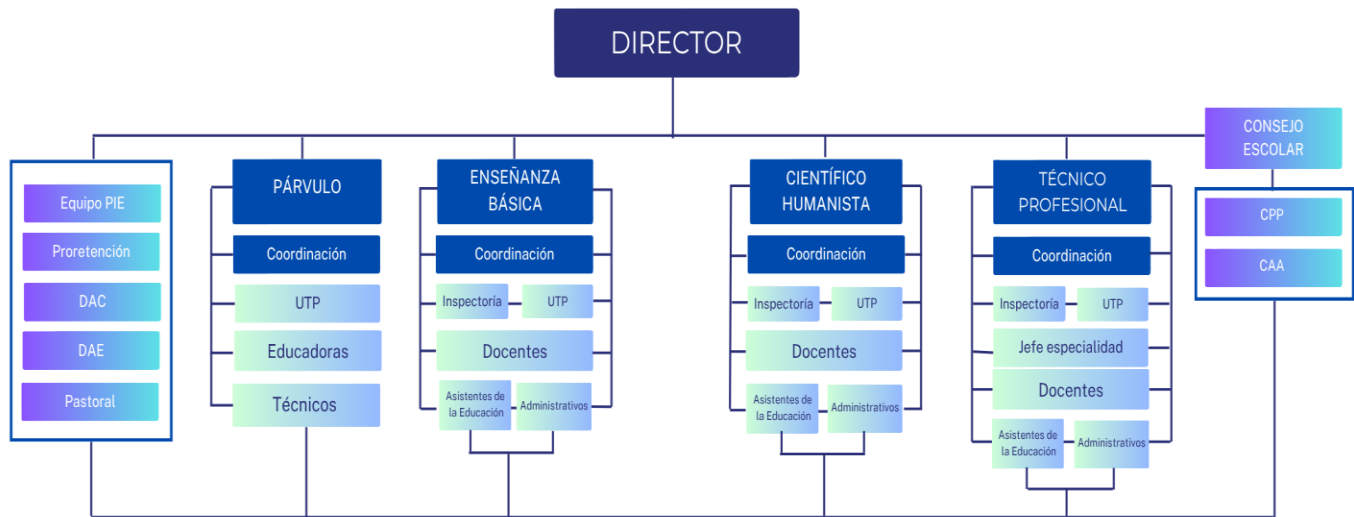 DIRECTOR
CONSEJO
ESCOLAR
CPP
CAA
Equipo PIE
Proretención
DAC
DAE
Pastoral
PÁRVULO
Coordinación
UTP
Educadoras
Técnicos
ENSEÑANZA
BÁSICA
Coordinación
Inspectoría
UTP
Docentes
Asistentes de
la Educación
Administrativos
CIENTÍFICO
HUMANISTA
Coordinación
Inspectoría
UTP
Docentes
Asistentes de
la Educación
Administrativos
TÉCNICO
PROFESIONAL
Coordinación
Inspectoría
UTP
Jefe especialidad
Docentes
Asistentes de
la Educación
Administrativos